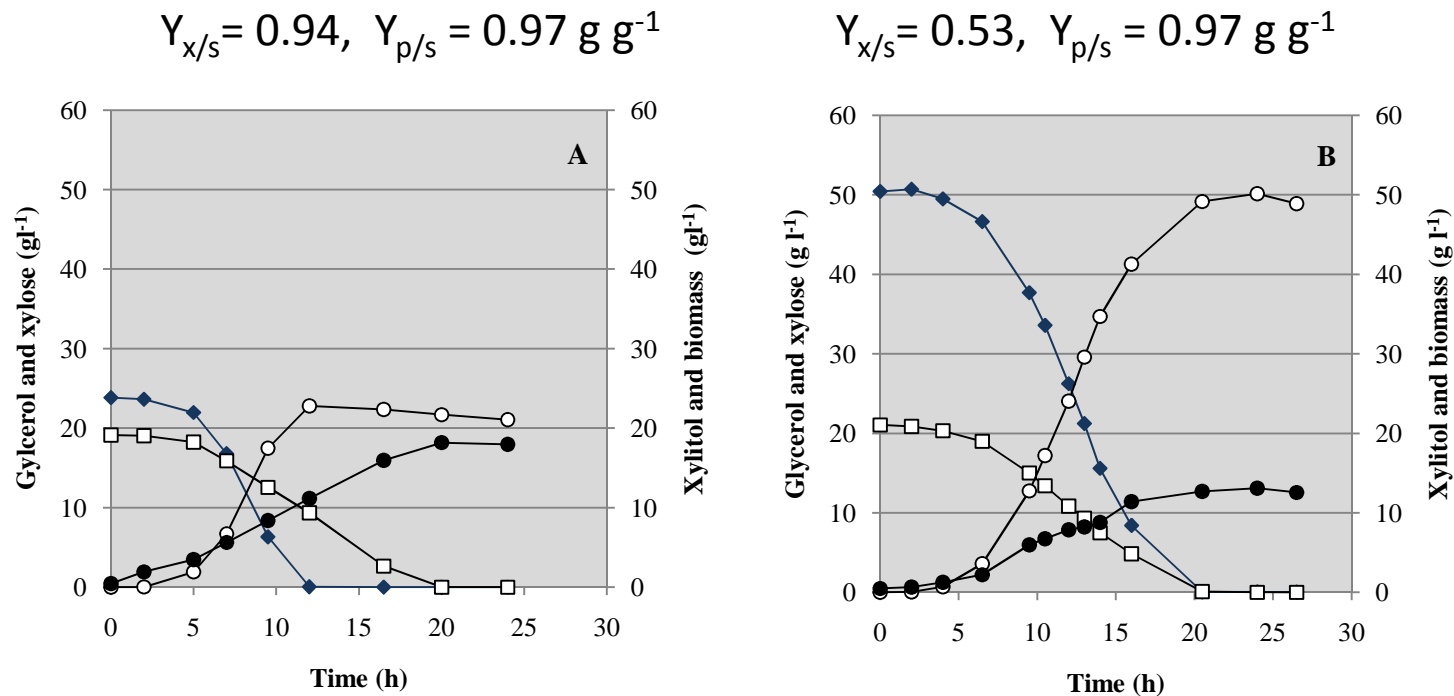 Yx/s= 0.94, Yp/s = 0.97 g g-1
Yx/s= 0.53, Yp/s = 0.97 g g-1
A
Gylcerol and xylose (gl-1)
60
50
40
30
20
10
0
60
50
40
30
20
10
0
Xylitol and biomass (gl-1)
0 5 10 15 20 25 30
Time (h)
B
Glycerol and xylose (g l-1)
60
50
40
30
20
10
0
60
50
40
30
20
10
0
Xylitol and biomass (g l-1)
0 5 10 15 20 25 30
Time (h)